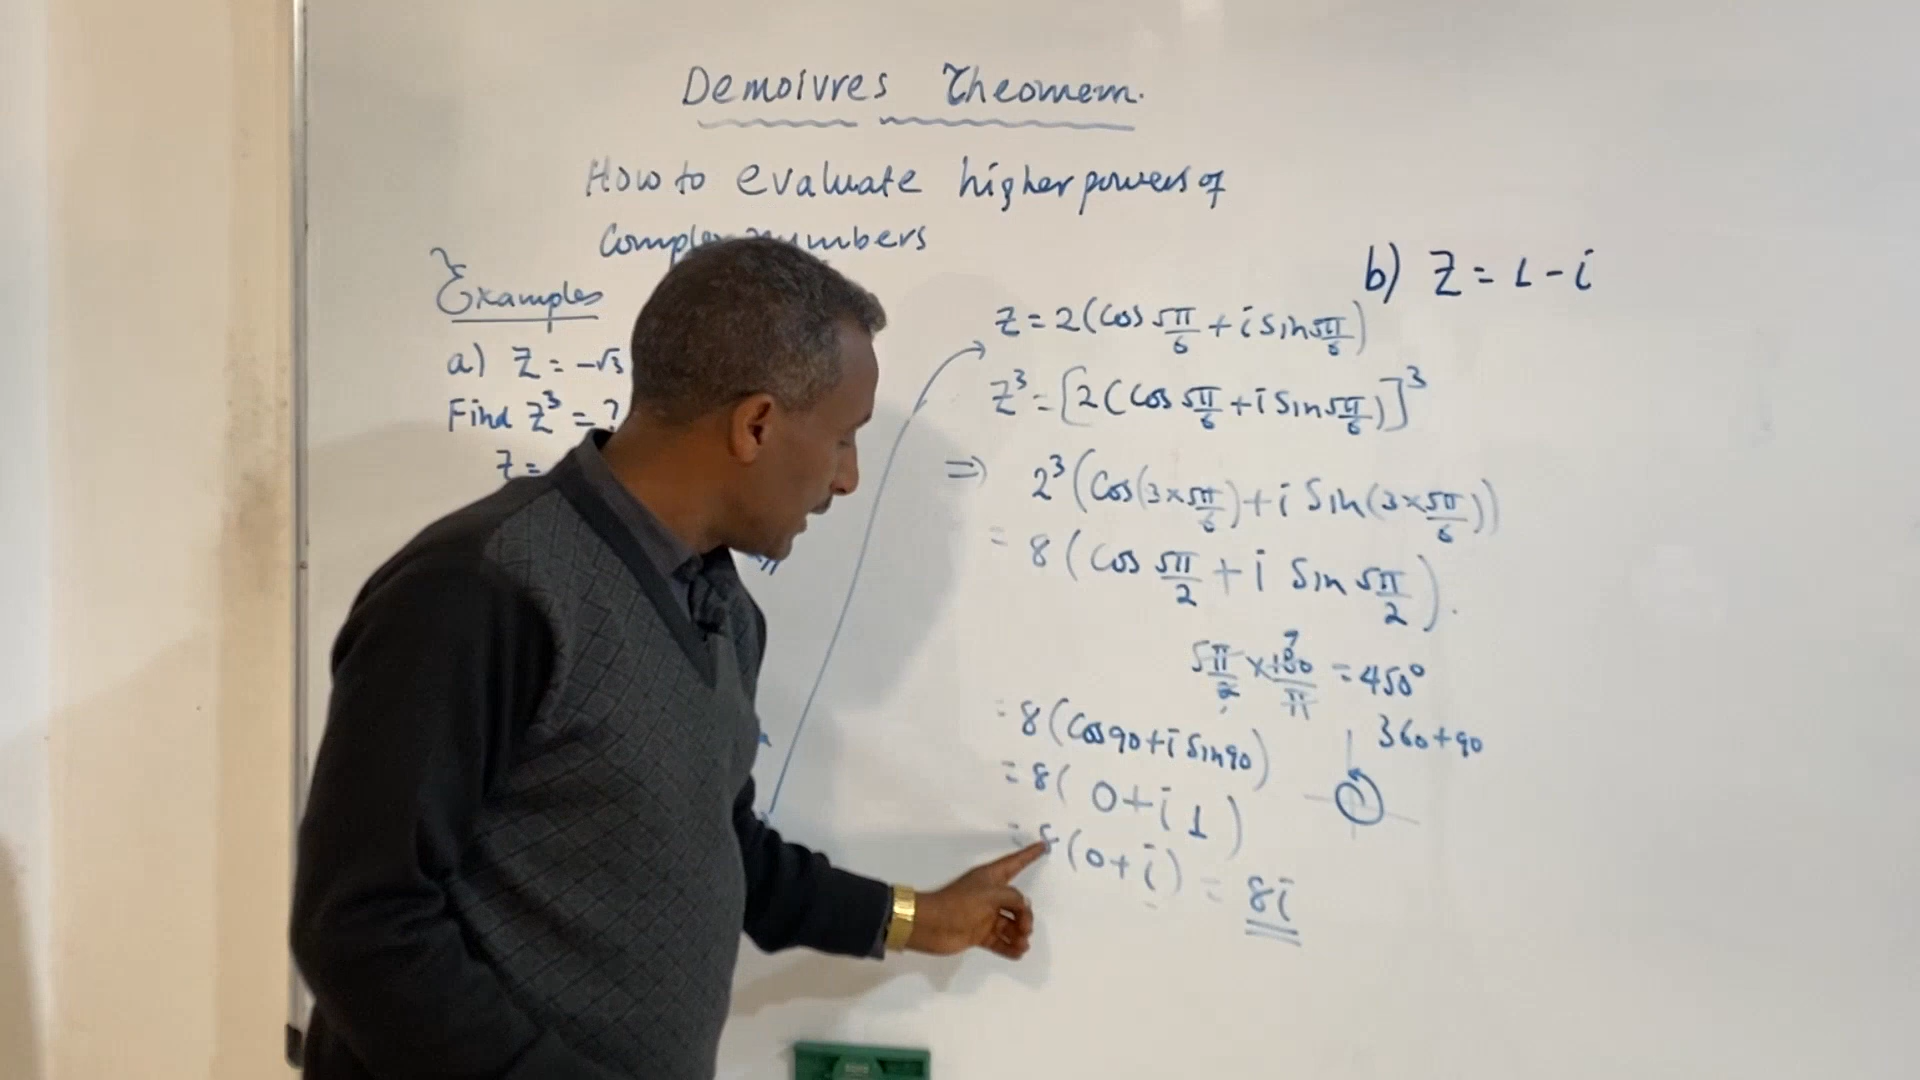 Demoivres Theorem.
How to evaluate higher powers of
Complex numbers
Examples
a) Z = -√3
Find Z³ = ?
Z =
Z = 2(Cos 5π/6 + i Sin 5π/6)
Z³ = [2(Cos 5π/6 + i Sin 5π/6)]³
⇒ 2³(Cos(3×5π/6) + i Sin(3×5π/6))
= 8(Cos 5π/2 + i Sin 5π/2).
5π/2 × 180/π = 450°
360+90
= 8(Cos90 + i Sin90)
= 8(0 + i 1)
= 8(0 + i) = 8i
b) Z = 1 - i